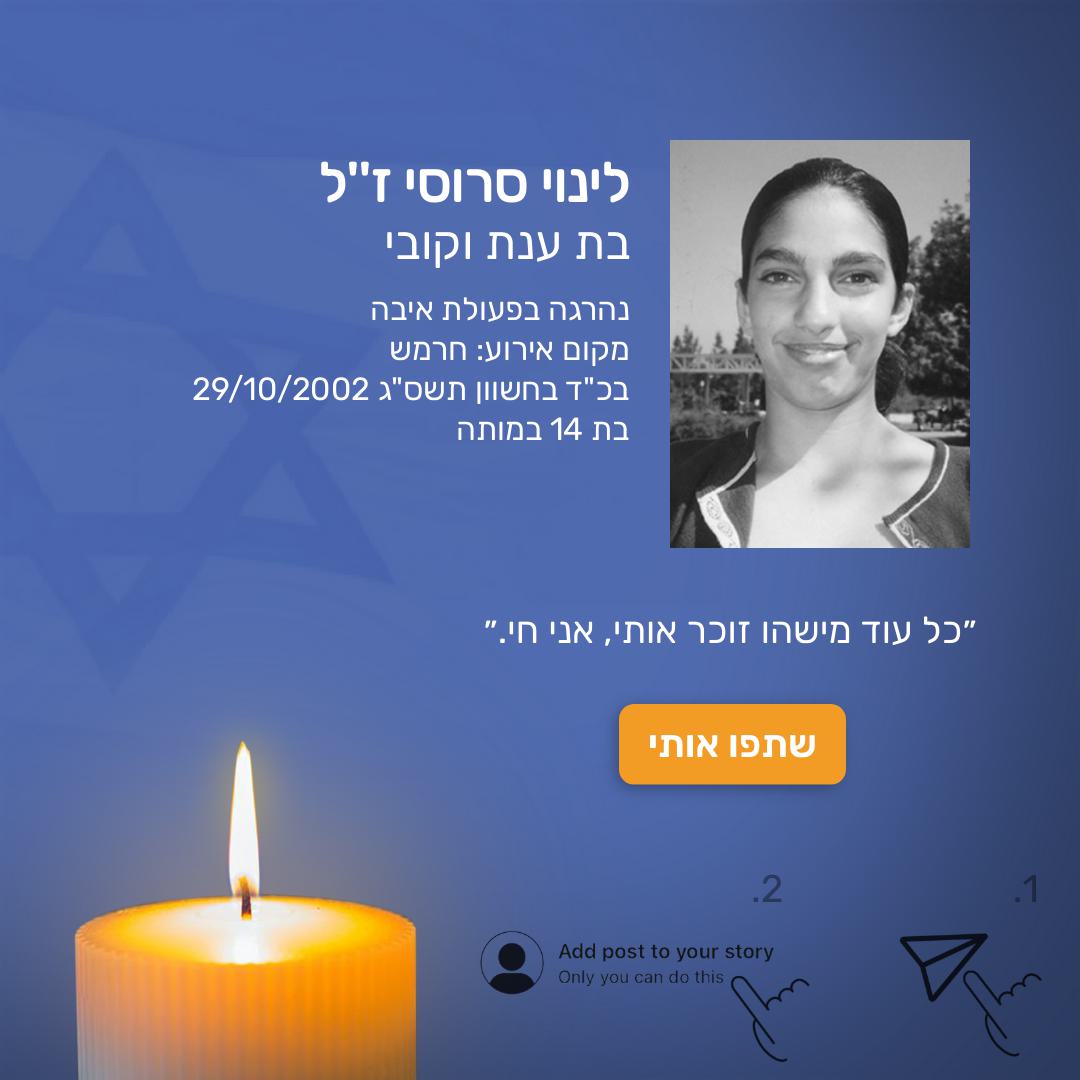 לינוי סרוסי ז"ל
בת ענת וקובי
נהרגה בפעולת איבה
מקום אירוע: חרמש
בכ"ד בחשוון תשס"ג 29/10/2002
בת 14 במותה
"כל עוד מישהו זוכר אותי, אני חי."
שתפו אותי
.1
.2
Add post to your story
Only you can do this